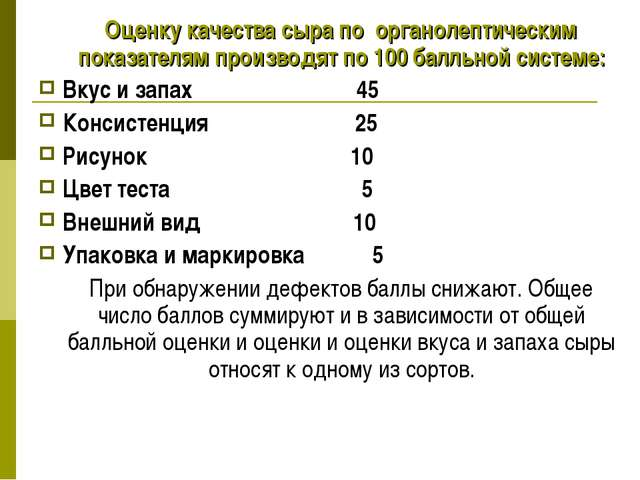 Оценку качества сыра по органолептическим
показателям производят по 100 балльной системе:
Вкус и запах 45
Консистенция 25
Рисунок 10
Цвет теста 5
Внешний вид 10
Упаковка и маркировка 5
При обнаружении дефектов баллы снижают. Общее
число баллов суммируют и в зависимости от общей
балльной оценки и оценки и оценки вкуса и запаха сыры
относят к одному из сортов.